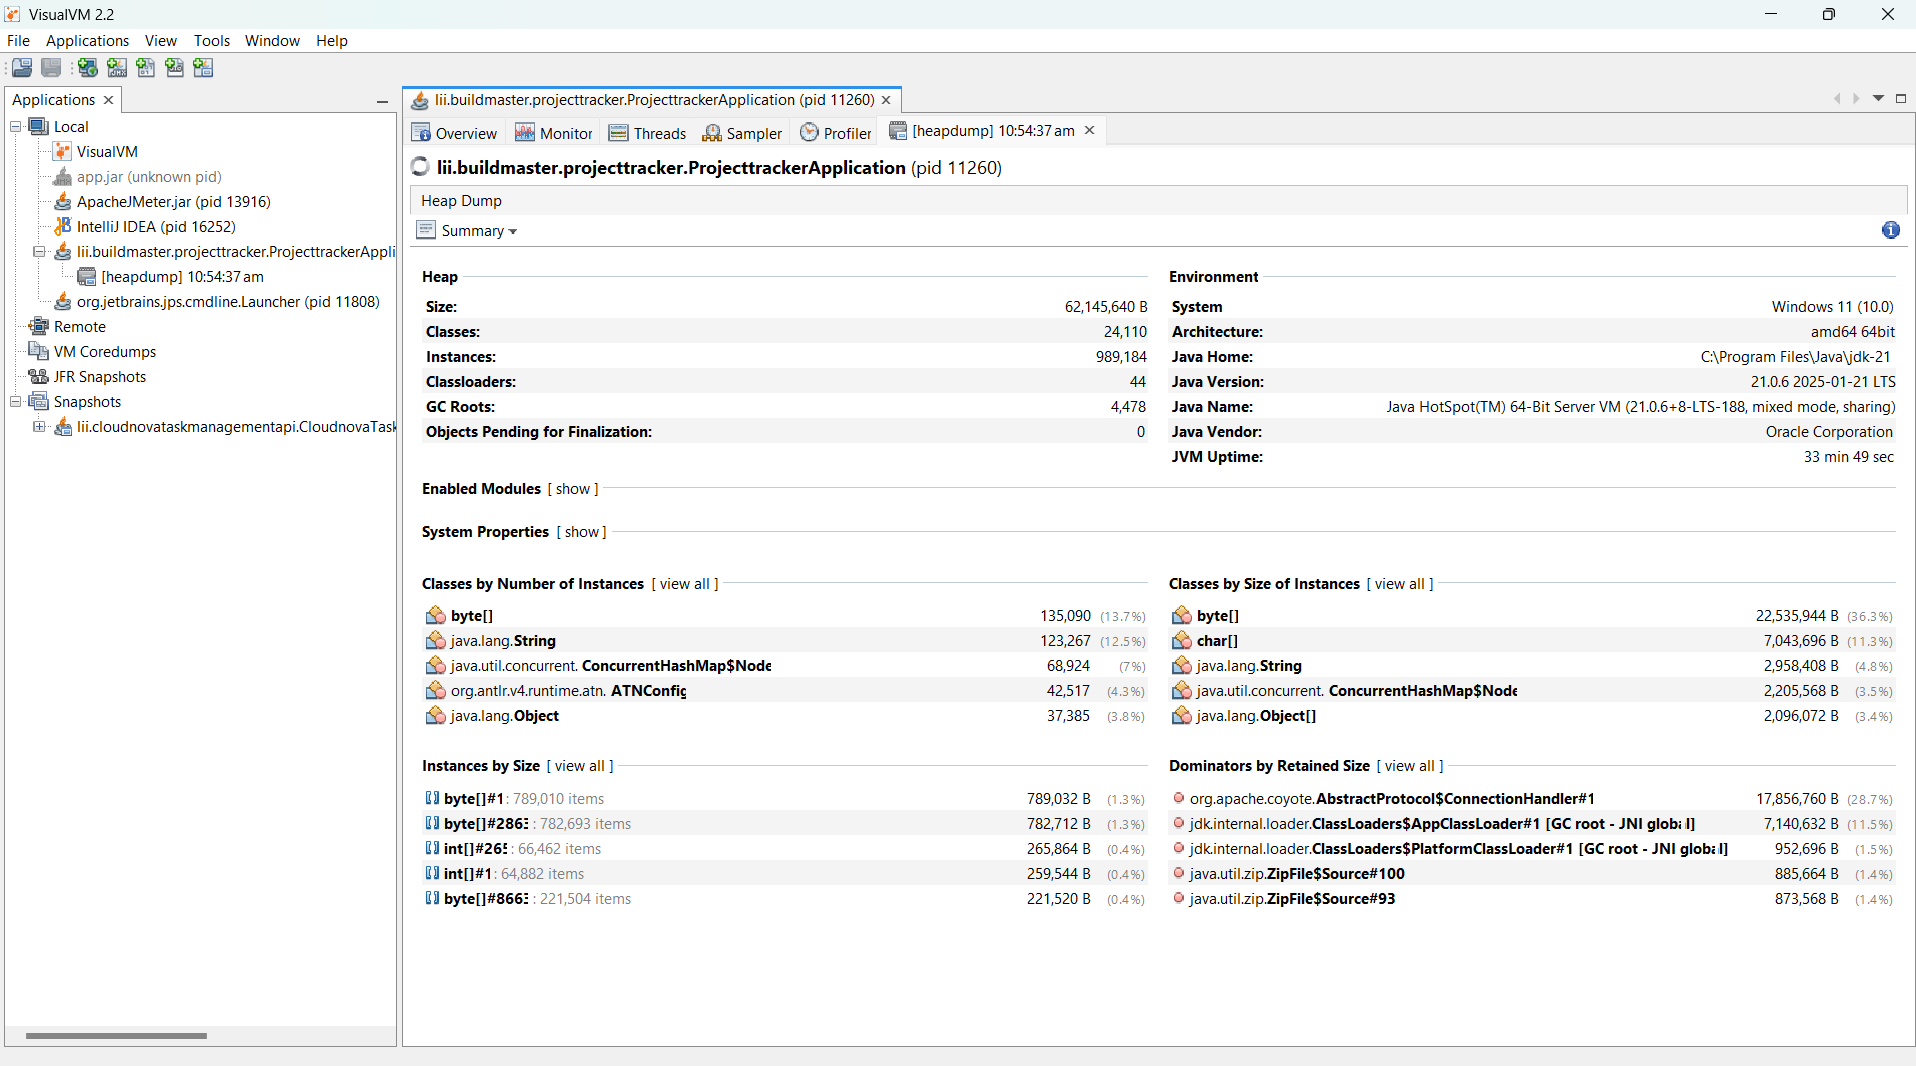 VisualVM 2.2
File Applications View Tools Window Help
Applications
Local
VisualVM
app.jar (unknown pid)
ApacheJMeter.jar (pid 13916)
IntelliJ IDEA (pid 16252)
lii.buildmaster.projecttracker.ProjecttrackerAppli
[heapdump] 10:54:37 am
org.jetbrains.jps.cmdline.Launcher (pid 11808)
Remote
VM Coredumps
JFR Snapshots
Snapshots
lii.cloudnovataskmanagementapi.CloudnovaTask
lii.buildmaster.projecttracker.ProjecttrackerApplication (pid 11260)
Overview Monitor Threads Sampler Profiler [heapdump] 10:54:37 am
lii.buildmaster.projecttracker.ProjecttrackerApplication (pid 11260)
Heap Dump
Summary
Heap
Size: 62,145,640 B
Classes: 24,110
Instances: 989,184
Classloaders: 44
GC Roots: 4,478
Objects Pending for Finalization: 0
Environment
System Windows 11 (10.0)
Architecture: amd64 64bit
Java Home: C:\Program Files\Java\jdk-21
Java Version: 21.0.6 2025-01-21 LTS
Java Name: Java HotSpot(TM) 64-Bit Server VM (21.0.6+8-LTS-188, mixed mode, sharing)
Java Vendor: Oracle Corporation
JVM Uptime: 33 min 49 sec
Enabled Modules [ show ]
System Properties [ show ]
Classes by Number of Instances [ view all ]
byte[] 135,090 (13.7%)
java.lang.String 123,267 (12.5%)
java.util.concurrent. ConcurrentHashMap$Node 68,924 (7%)
org.antlr.v4.runtime.atn. ATNConfig 42,517 (4.3%)
java.lang.Object 37,385 (3.8%)
Classes by Size of Instances [ view all ]
byte[] 22,535,944 B (36.3%)
char[] 7,043,696 B (11.3%)
java.lang.String 2,958,408 B (4.8%)
java.util.concurrent. ConcurrentHashMap$Node 2,205,568 B (3.5%)
java.lang.Object[] 2,096,072 B (3.4%)
Instances by Size [ view all ]
byte[]#1 : 789,010 items 789,032 B (1.3%)
byte[]#2863 : 782,693 items 782,712 B (1.3%)
int[]#265 : 66,462 items 265,864 B (0.4%)
int[]#1 : 64,882 items 259,544 B (0.4%)
byte[]#8663 : 221,504 items 221,520 B (0.4%)
Dominators by Retained Size [ view all ]
org.apache.coyote.AbstractProtocol$ConnectionHandler#1 17,856,760 B (28.7%)
jdk.internal.loader.ClassLoaders$AppClassLoader#1 [GC root - JNI global] 7,140,632 B (11.5%)
jdk.internal.loader.ClassLoaders$PlatformClassLoader#1 [GC root - JNI global] 952,696 B (1.5%)
java.util.zip.ZipFile$Source#100 885,664 B (1.4%)
java.util.zip.ZipFile$Source#93 873,568 B (1.4%)